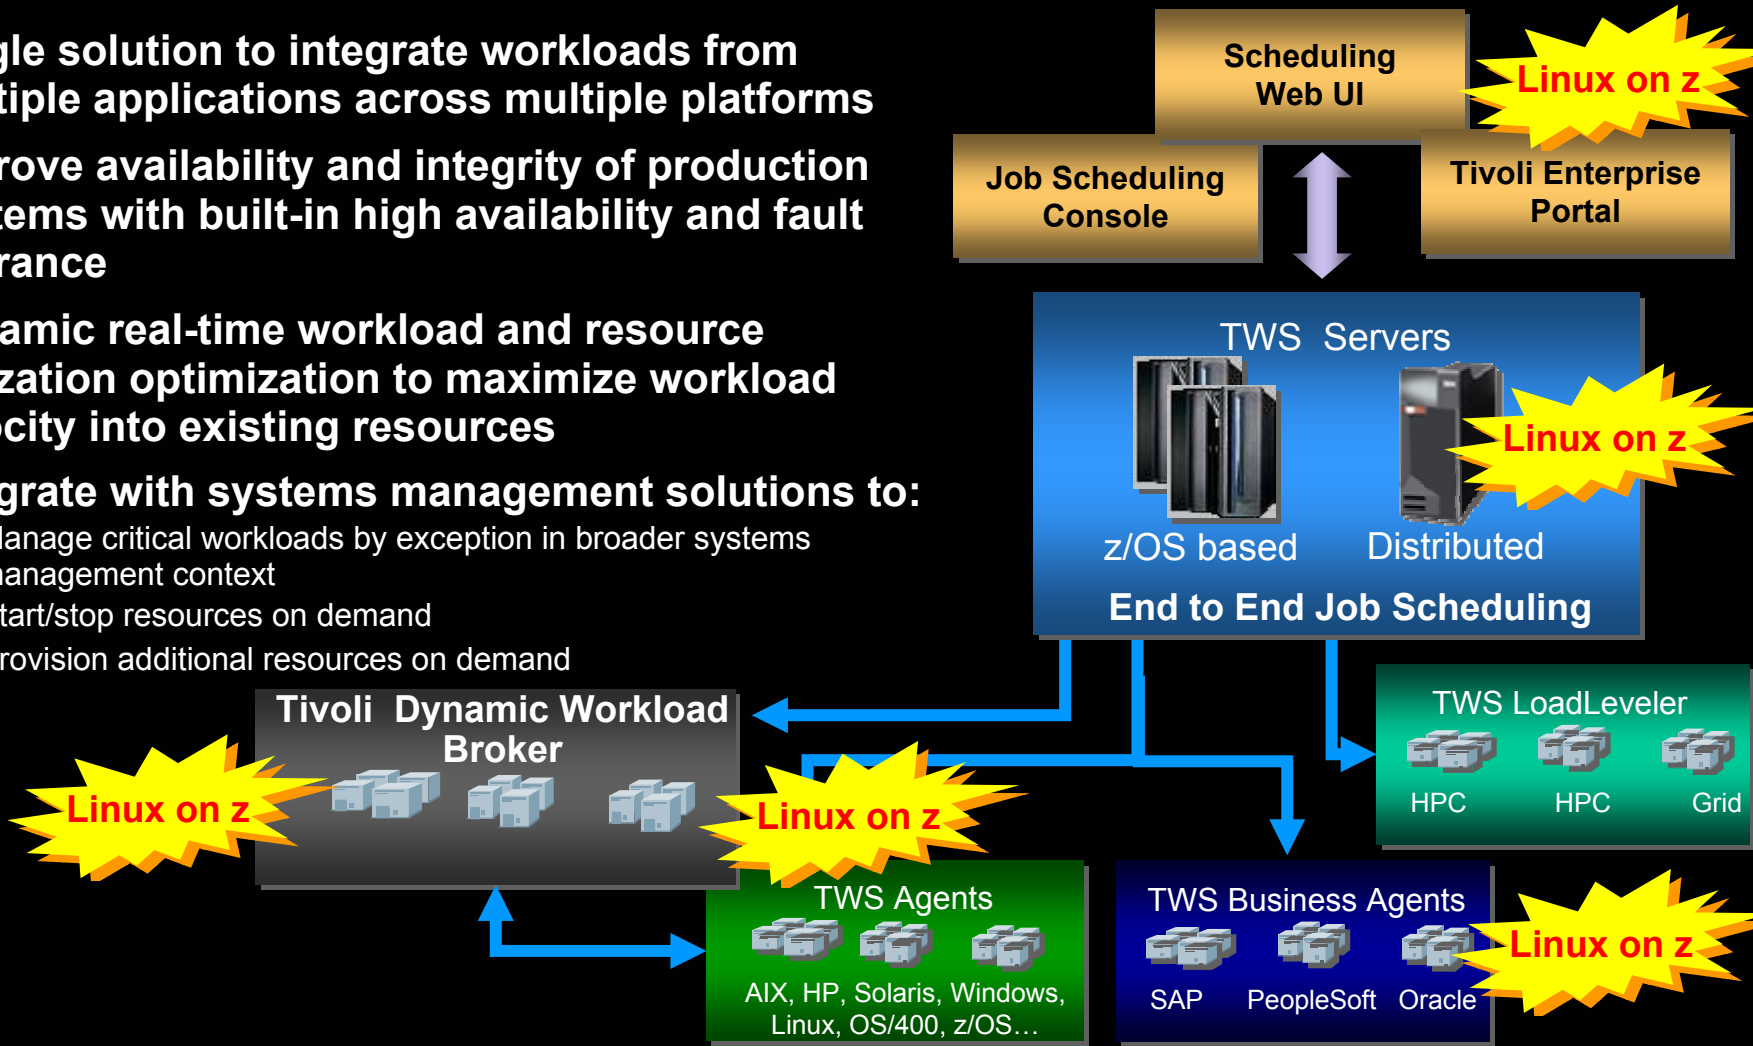 gle solution to integrate workloads from
tiple applications across multiple platforms
rove availability and integrity of production
tems with built-in high availability and fault
rance
amic real-time workload and resource
zation optimization to maximize workload
ocity into existing resources
grate with systems management solutions to:
anage critical workloads by exception in broader systems
anagement context
tart/stop resources on demand
rovision additional resources on demand
Scheduling
Web UI
Linux on z
Job Scheduling
Console
Tivoli Enterprise
Portal
TWS Servers
Linux on z
z/OS based
Distributed
End to End Job Scheduling
Tivoli Dynamic Workload
Broker
Linux on z
Linux on z
TWS LoadLeveler
HPC
HPC
Grid
TWS Agents
AIX, HP, Solaris, Windows,
Linux, OS/400, z/OS…
TWS Business Agents
SAP
PeopleSoft
Oracle
Linux on z